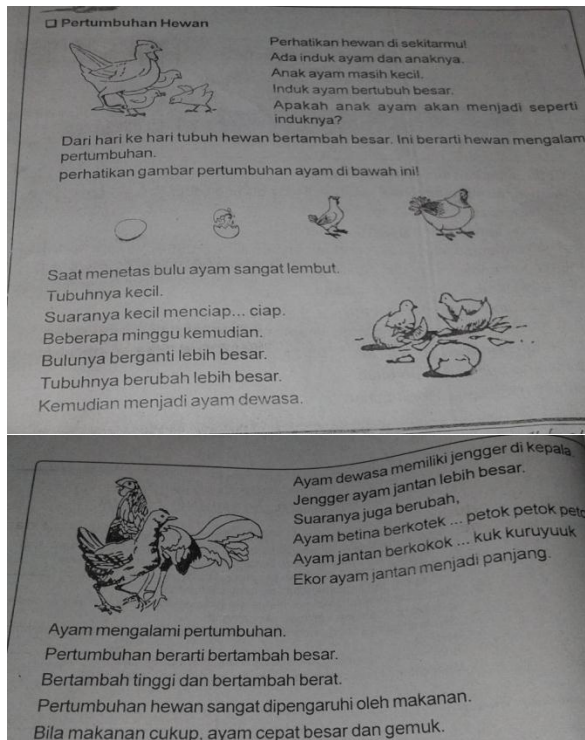 Pertumbuhan Hewan
Perhatikan hewan di sekitarmu!
Ada induk ayam dan anaknya.
Anak ayam masih kecil.
Induk ayam bertubuh besar.
Apakah anak ayam akan menjadi seperti
induknya?
Dari hari ke hari tubuh hewan bertambah besar. Ini berarti hewan mengalam
pertumbuhan.
perhatikan gambar pertumbuhan ayam di bawah ini!
Saat menetas bulu ayam sangat lembut.
Tubuhnya kecil.
Suaranya kecil menciap... ciap.
Beberapa minggu kemudian.
Bulunya berganti lebih besar.
Tubuhnya berubah lebih besar.
Kemudian menjadi ayam dewasa.
Ayam dewasa memiliki jengger di kepala.
Jengger ayam jantan lebih besar.
Suaranya juga berubah,
Ayam betina berkotek ... petok petok peto
Ayam jantan berkokok ... kuk kuruyuuk
Ekor ayam jantan menjadi panjang.
Ayam mengalami pertumbuhan.
Pertumbuhan berarti bertambah besar.
Bertambah tinggi dan bertambah berat.
Pertumbuhan hewan sangat dipengaruhi oleh makanan.
Bila makanan cukup, ayam cepat besar dan gemuk.